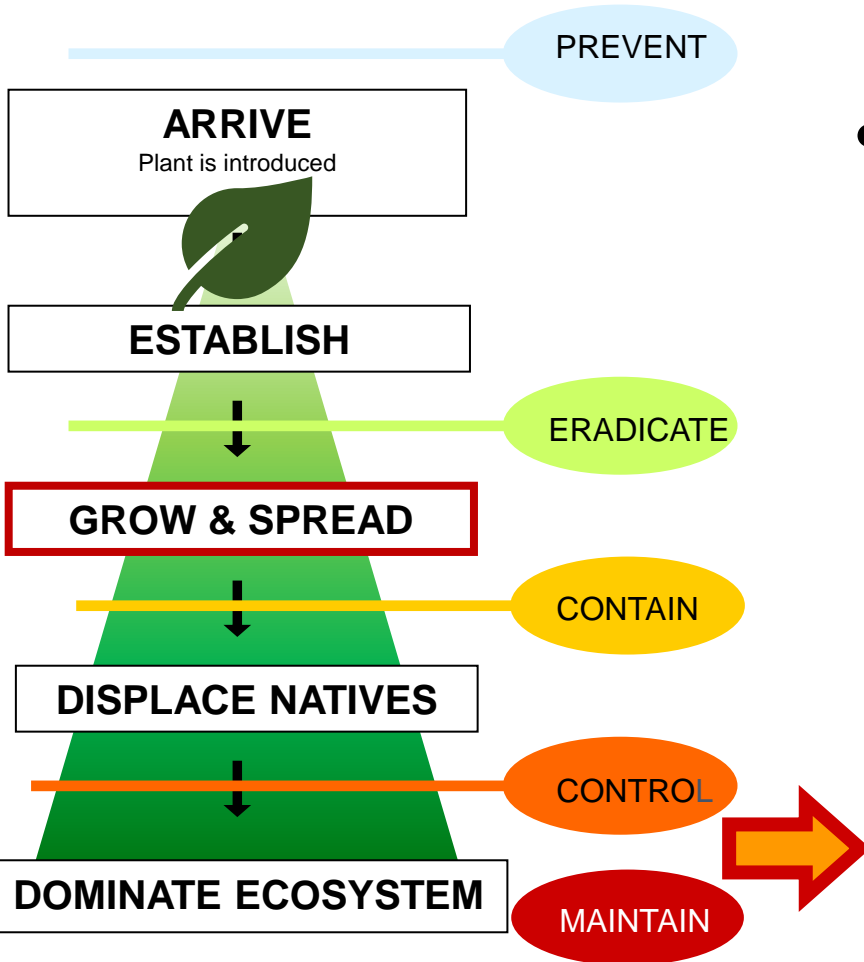 PREVENT
ARRIVE
Plant is introduced
ESTABLISH
ERADICATE
GROW & SPREAD
CONTAIN
DISPLACE NATIVES
CONTROL
DOMINATE ECOSYSTEM
MAINTAIN